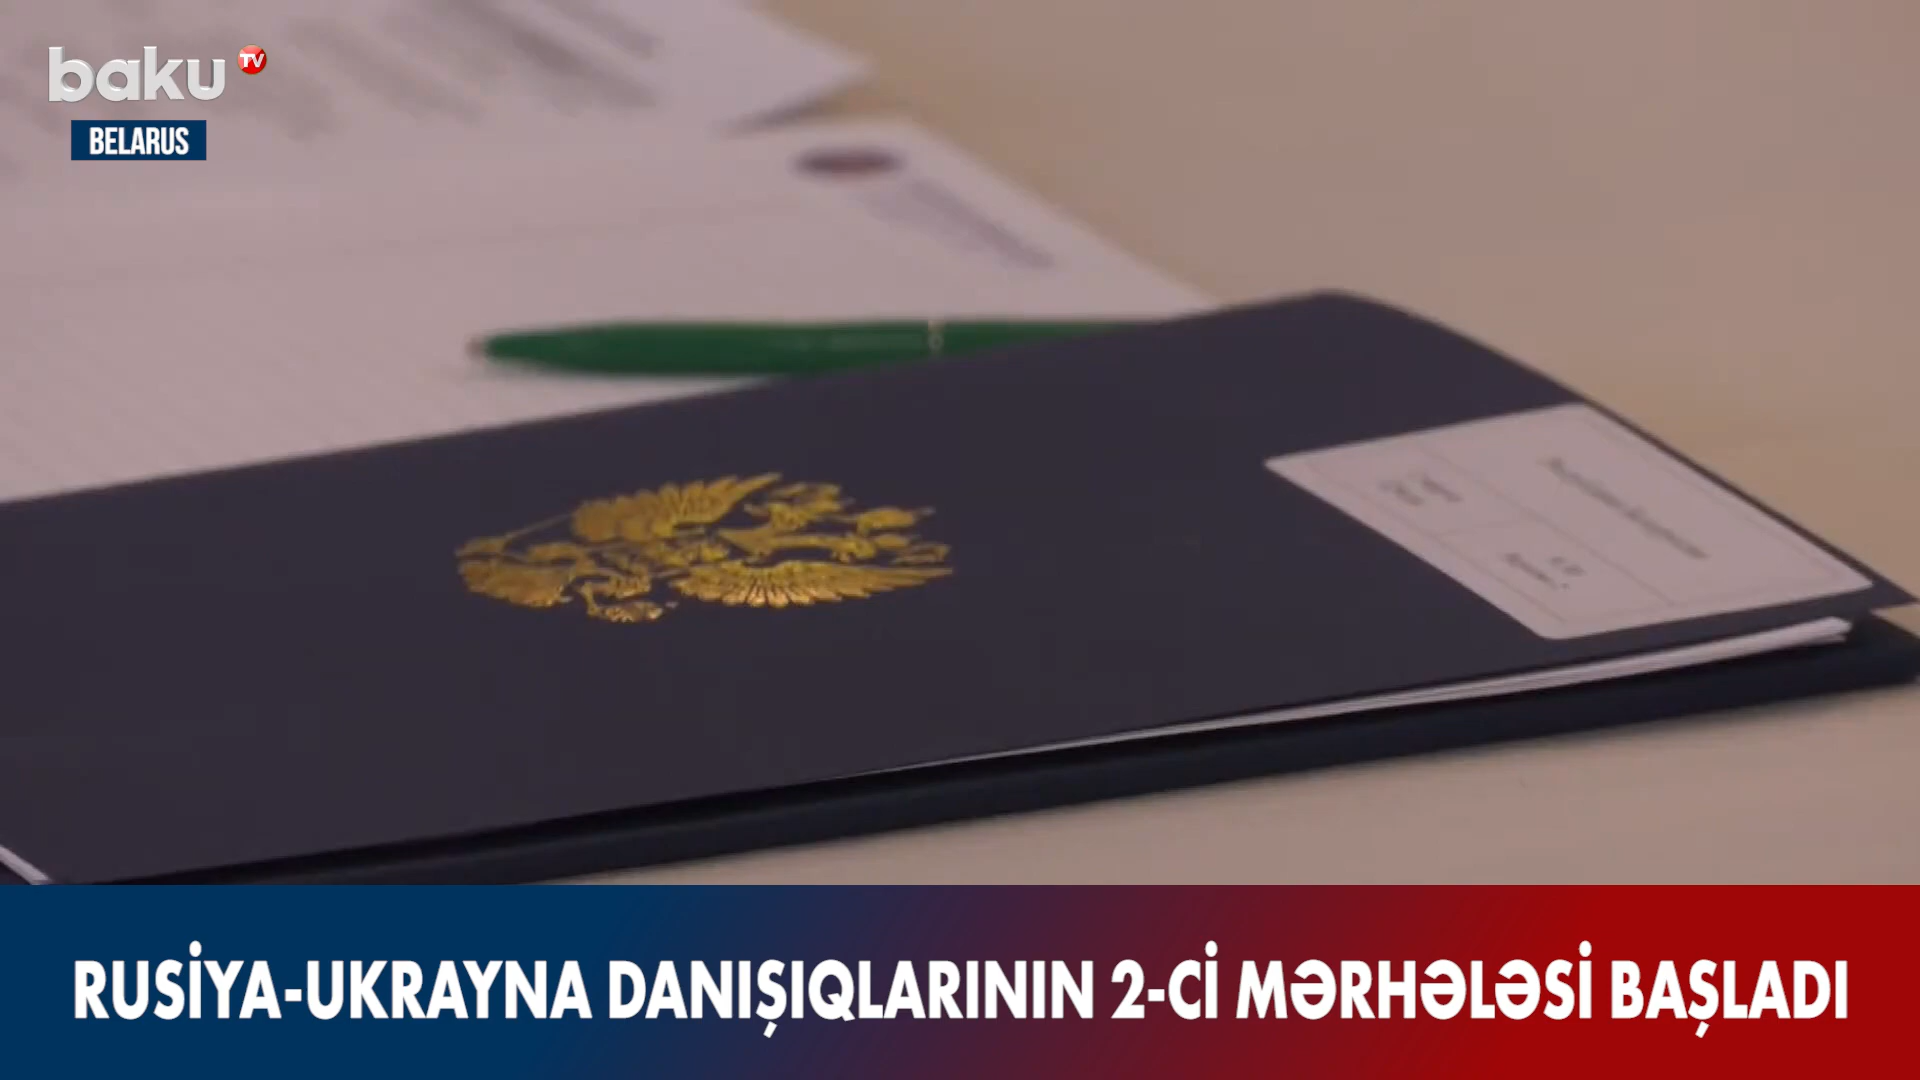 baku TV
BELARUS
RUSİYA-UKRAYNA DANIŞIQLARININ 2-Cİ MƏRHƏLƏSİ BAŞLADI